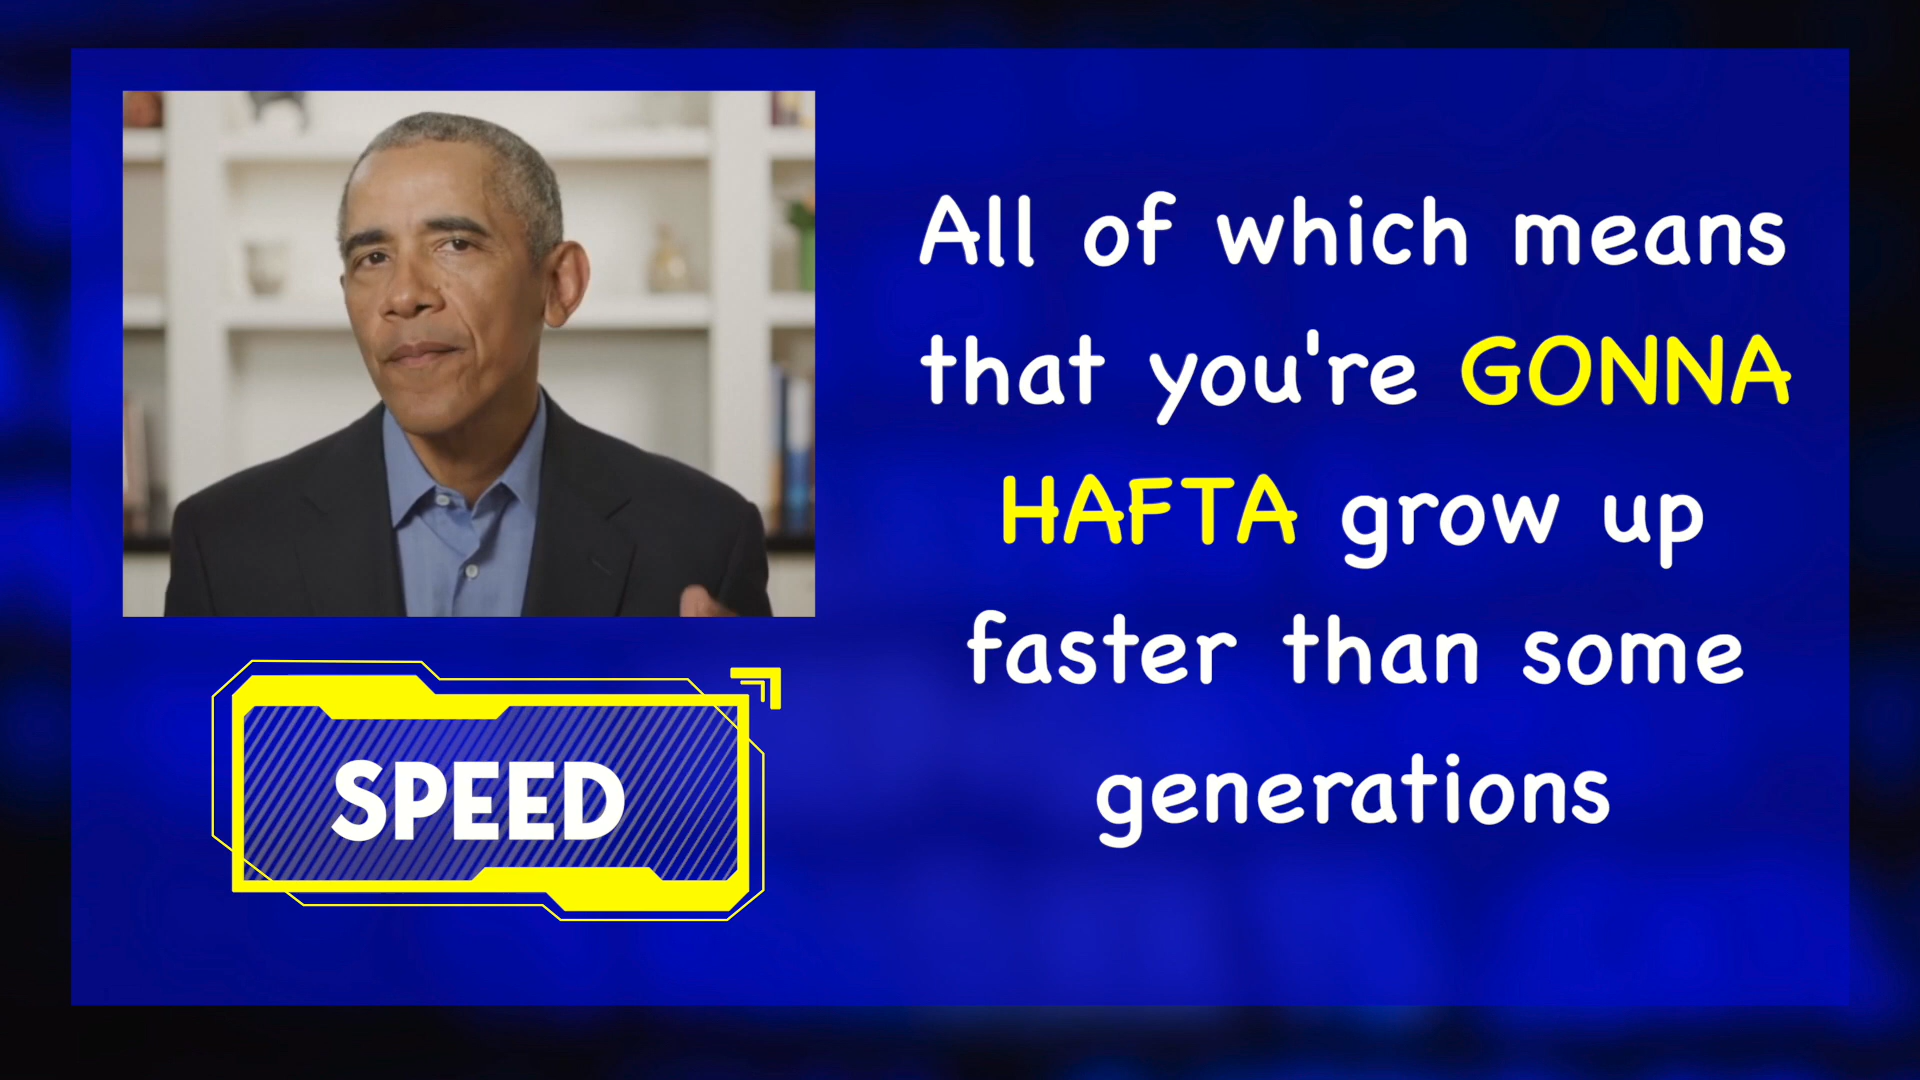 All of which means
that you're GONNA
HAFTA grow up
faster than some
generations
SPEED